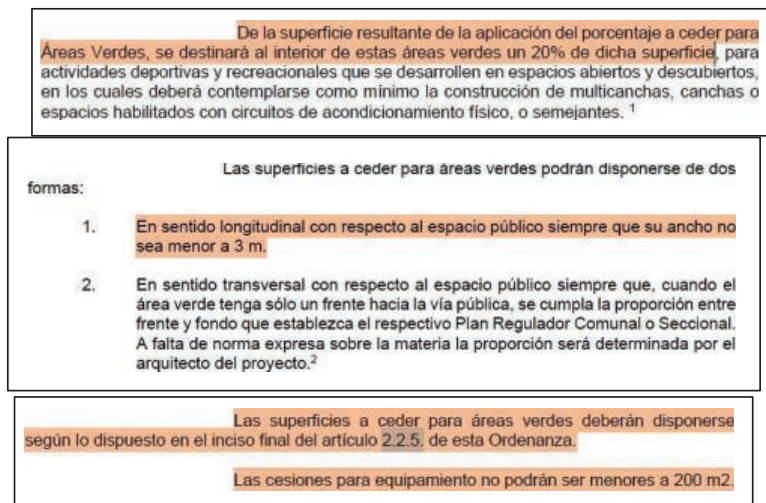 De la superficie resultante de la aplicación del porcentaje a ceder para
Áreas Verdes, se destinará al interior de estas áreas verdes un 20% de dicha superficie, para
actividades deportivas y recreacionales que se desarrollen en espacios abiertos y descubiertos,
en los cuales deberá contemplarse como mínimo la construcción de multicanchas, canchas o
espacios habilitados con circuitos de acondicionamiento físico, o semejantes. ¹
Las superficies a ceder para áreas verdes podrán disponerse de dos
formas:
1. En sentido longitudinal con respecto al espacio público siempre que su ancho no
sea menor a 3 m.
2. En sentido transversal con respecto al espacio público siempre que, cuando el
área verde tenga sólo un frente hacia la vía pública, se cumpla la proporción entre
frente y fondo que establezca el respectivo Plan Regulador Comunal o Seccional.
A falta de norma expresa sobre la materia la proporción será determinada por el
arquitecto del proyecto.²
Las superficies a ceder para áreas verdes deberán disponerse
según lo dispuesto en el inciso final del artículo 2.2.5. de esta Ordenanza.
Las cesiones para equipamiento no podrán ser menores a 200 m2.